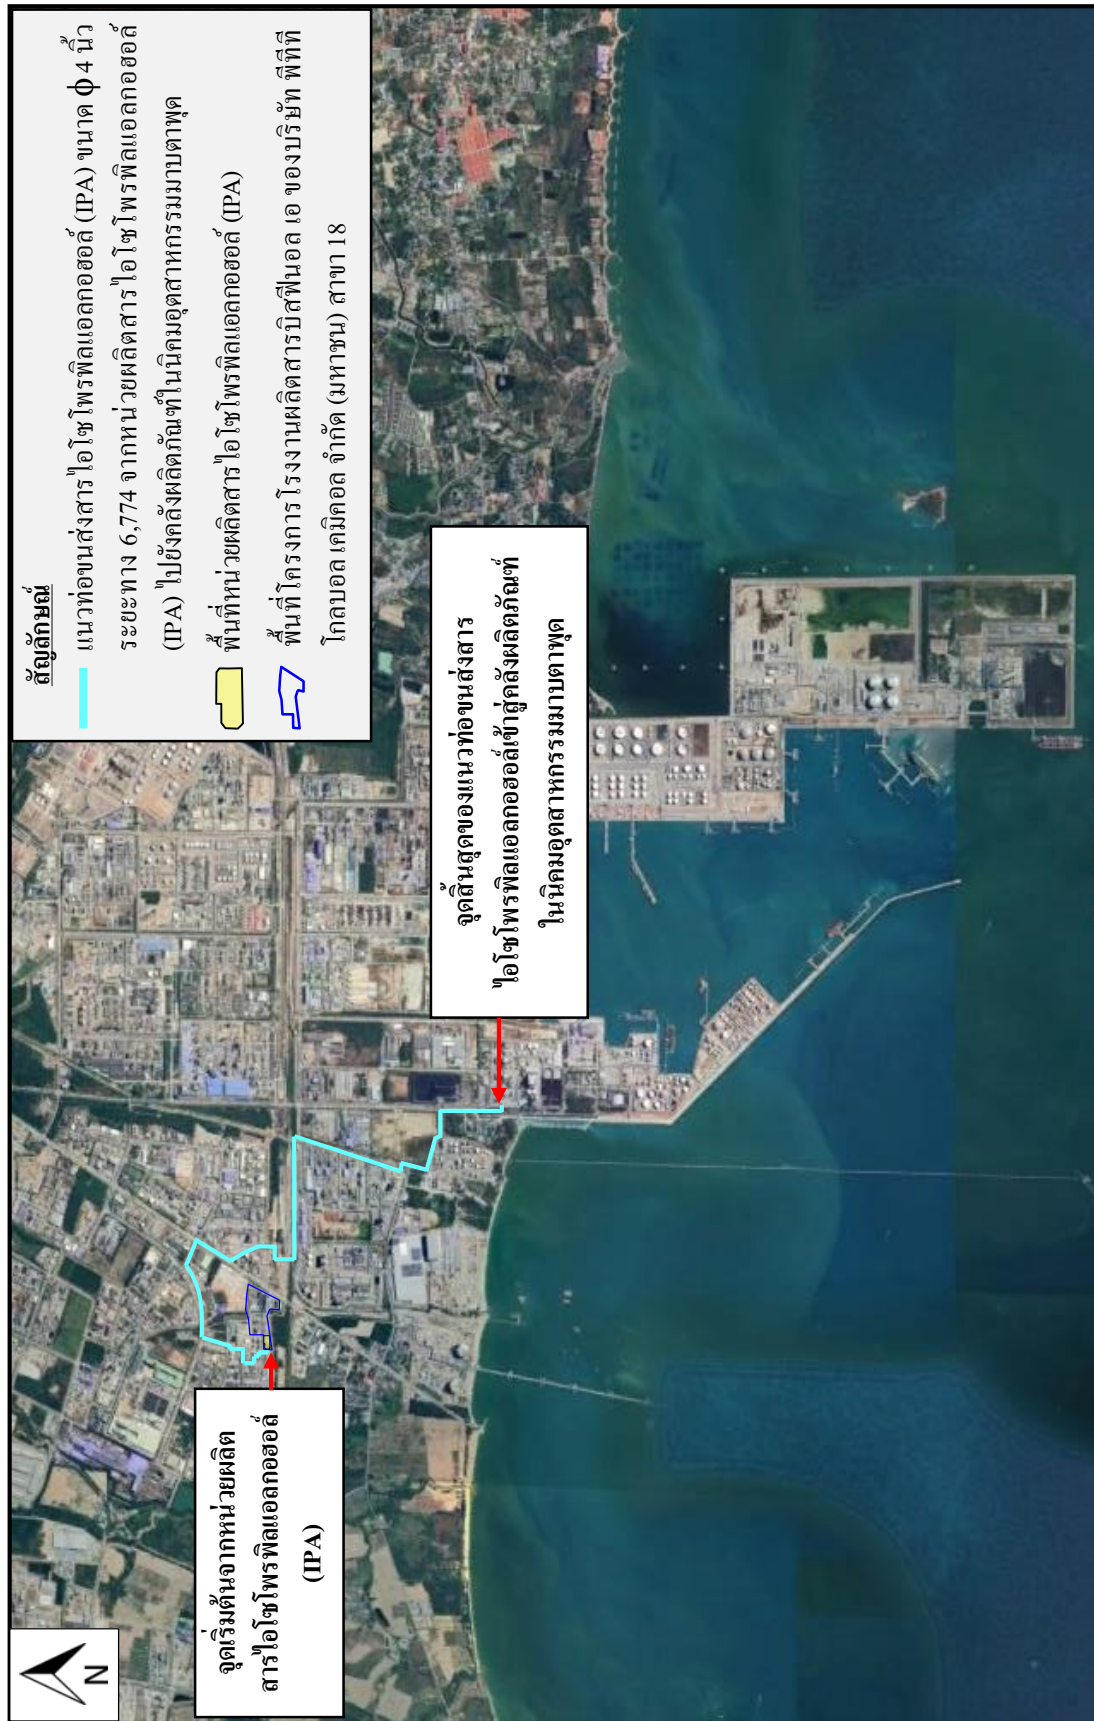 สัญลักษณ์
แนวท่อขนส่งสารไอโซโพรพิลแอลกอฮอล์ (IPA) ขนาด ϕ 4 นิ้ว
ระยะทาง 6,774 จากหน่วยผลิตสารไอโซโพรพิลแอลกอฮอล์
(IPA) ไปยังคลังผลิตภัณฑ์ในนิคมอุตสาหกรรมมาบตาพุด
พื้นที่หน่วยผลิตสารไอโซโพรพิลแอลกอฮอล์ (IPA)
พื้นที่โครงการโรงงานผลิตสารบิสฟีนอล เอ ของบริษัท พีทีที
โกลบอล เคมิคอล จำกัด (มหาชน) สาขา 18
จุดสิ้นสุดของแนวท่อขนส่งสาร
ไอโซโพรพิลแอลกอฮอล์เข้าสู่คลังผลิตภัณฑ์
ในนิคมอุตสาหกรรมมาบตาพุด
จุดเริ่มต้นจากหน่วยผลิต
สารไอโซโพรพิลแอลกอฮอล์
(IPA)
N